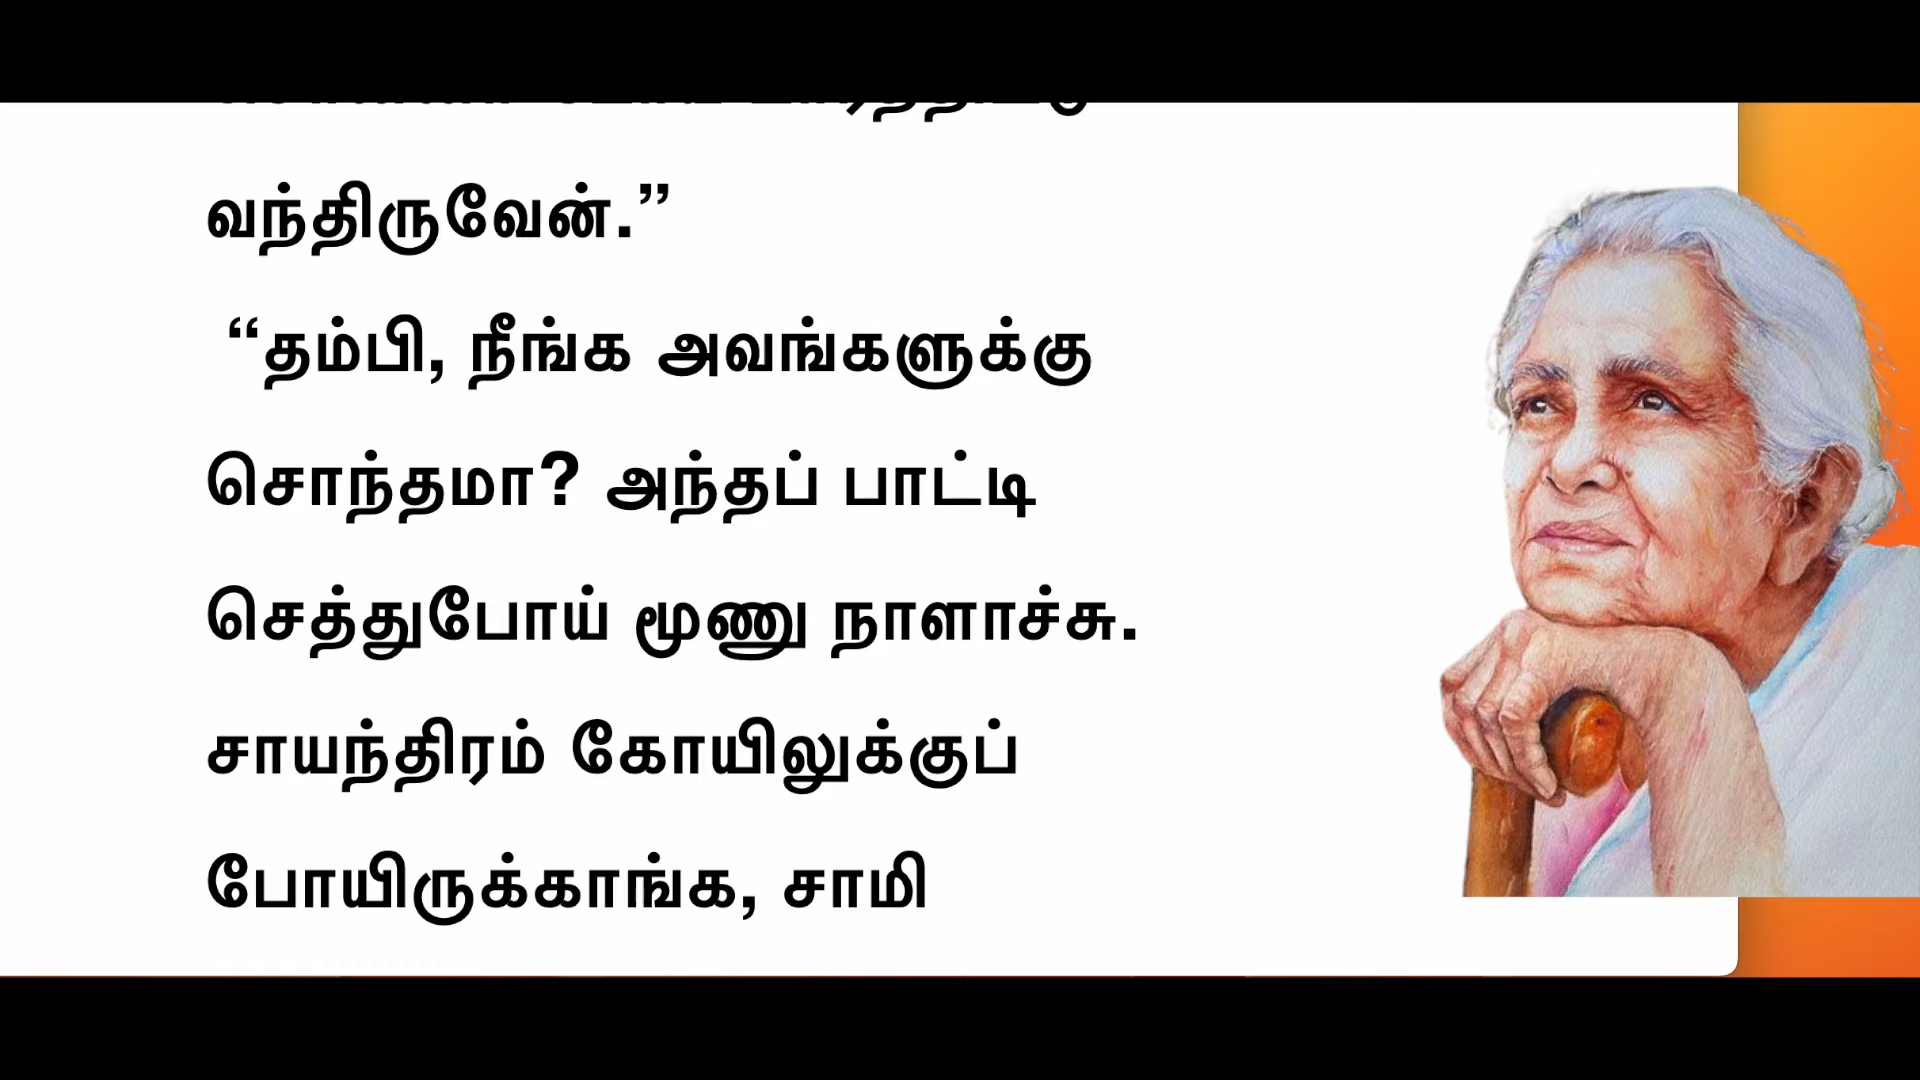 வந்திருவேன்.”
“தம்பி, நீங்க அவங்களுக்கு
சொந்தமா? அந்தப் பாட்டி
செத்துபோய் மூணு நாளாச்சு.
சாயந்திரம் கோயிலுக்குப்
போயிருக்காங்க, சாமி